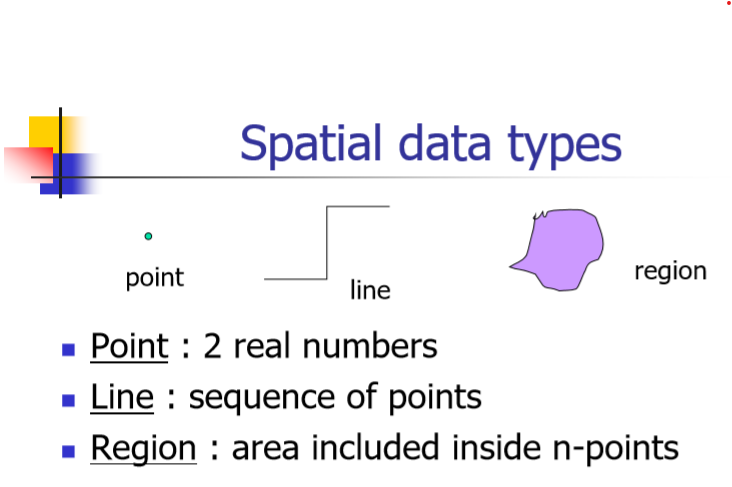 Spatial data types
point
line
region
Point : 2 real numbers
Line : sequence of points
Region : area included inside n-points